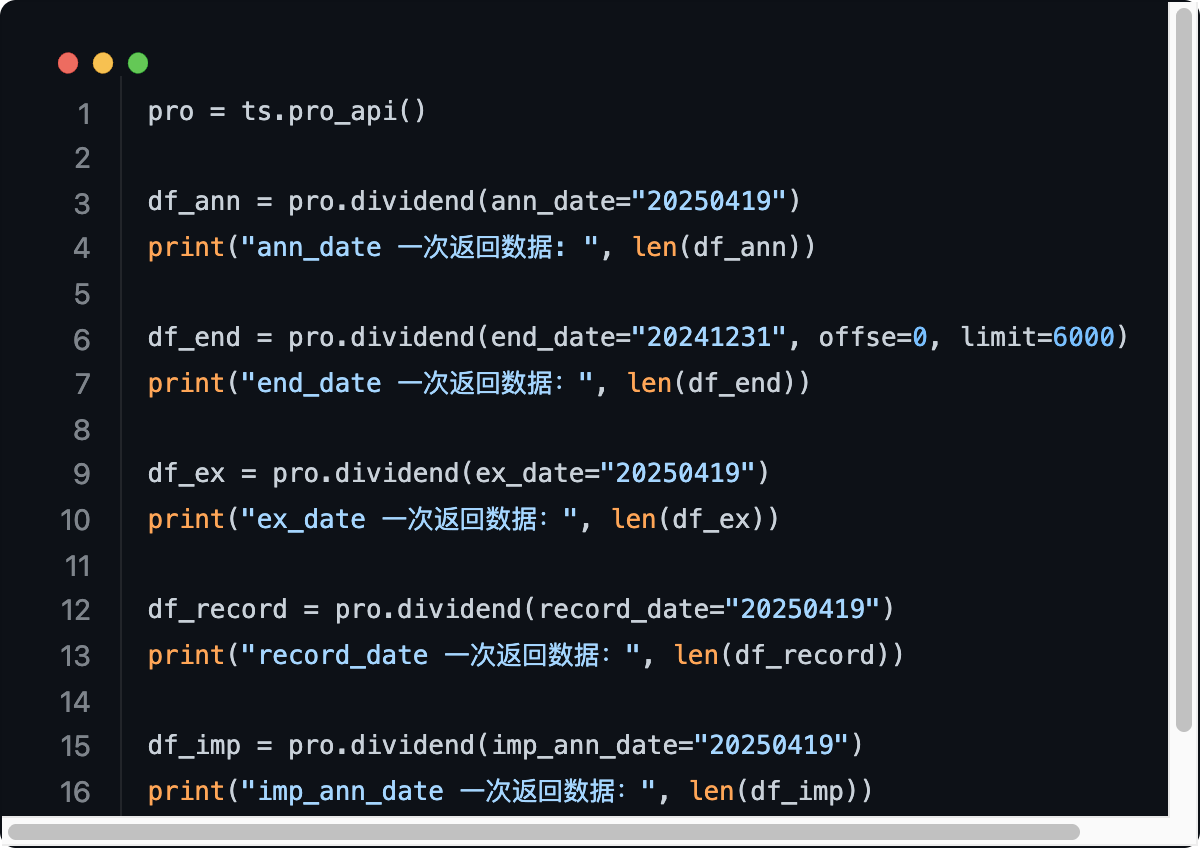 1 pro = ts.pro_api()
2
3 df_ann = pro.dividend(ann_date="20250419")
4 print("ann_date 一次返回数据: ", len(df_ann))
5
6 df_end = pro.dividend(end_date="20241231", offse=0, limit=6000)
7 print("end_date 一次返回数据：", len(df_end))
8
9 df_ex = pro.dividend(ex_date="20250419")
10 print("ex_date 一次返回数据：", len(df_ex))
11
12 df_record = pro.dividend(record_date="20250419")
13 print("record_date 一次返回数据：", len(df_record))
14
15 df_imp = pro.dividend(imp_ann_date="20250419")
16 print("imp_ann_date 一次返回数据：", len(df_imp))